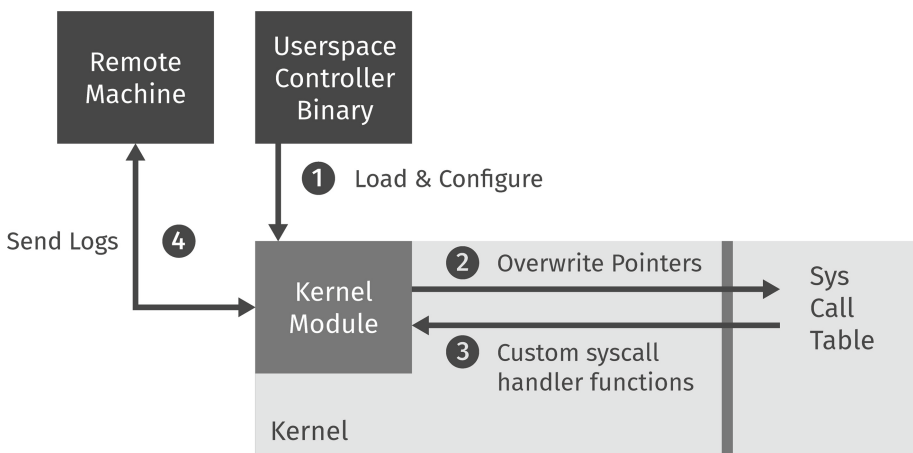 Remote
Machine
Userspace
Controller
Binary
1 Load & Configure
Send Logs 4
Kernel
Module
2 Overwrite Pointers
3 Custom syscall
handler functions
Sys
Call
Table
Kernel